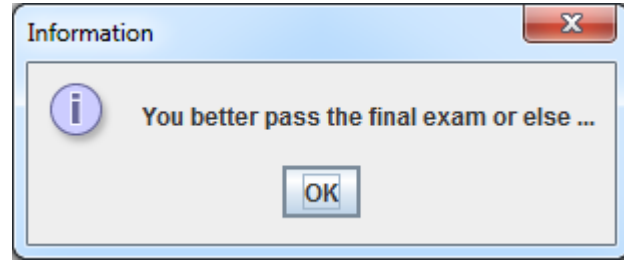 Information
You better pass the final exam or else ...
OK